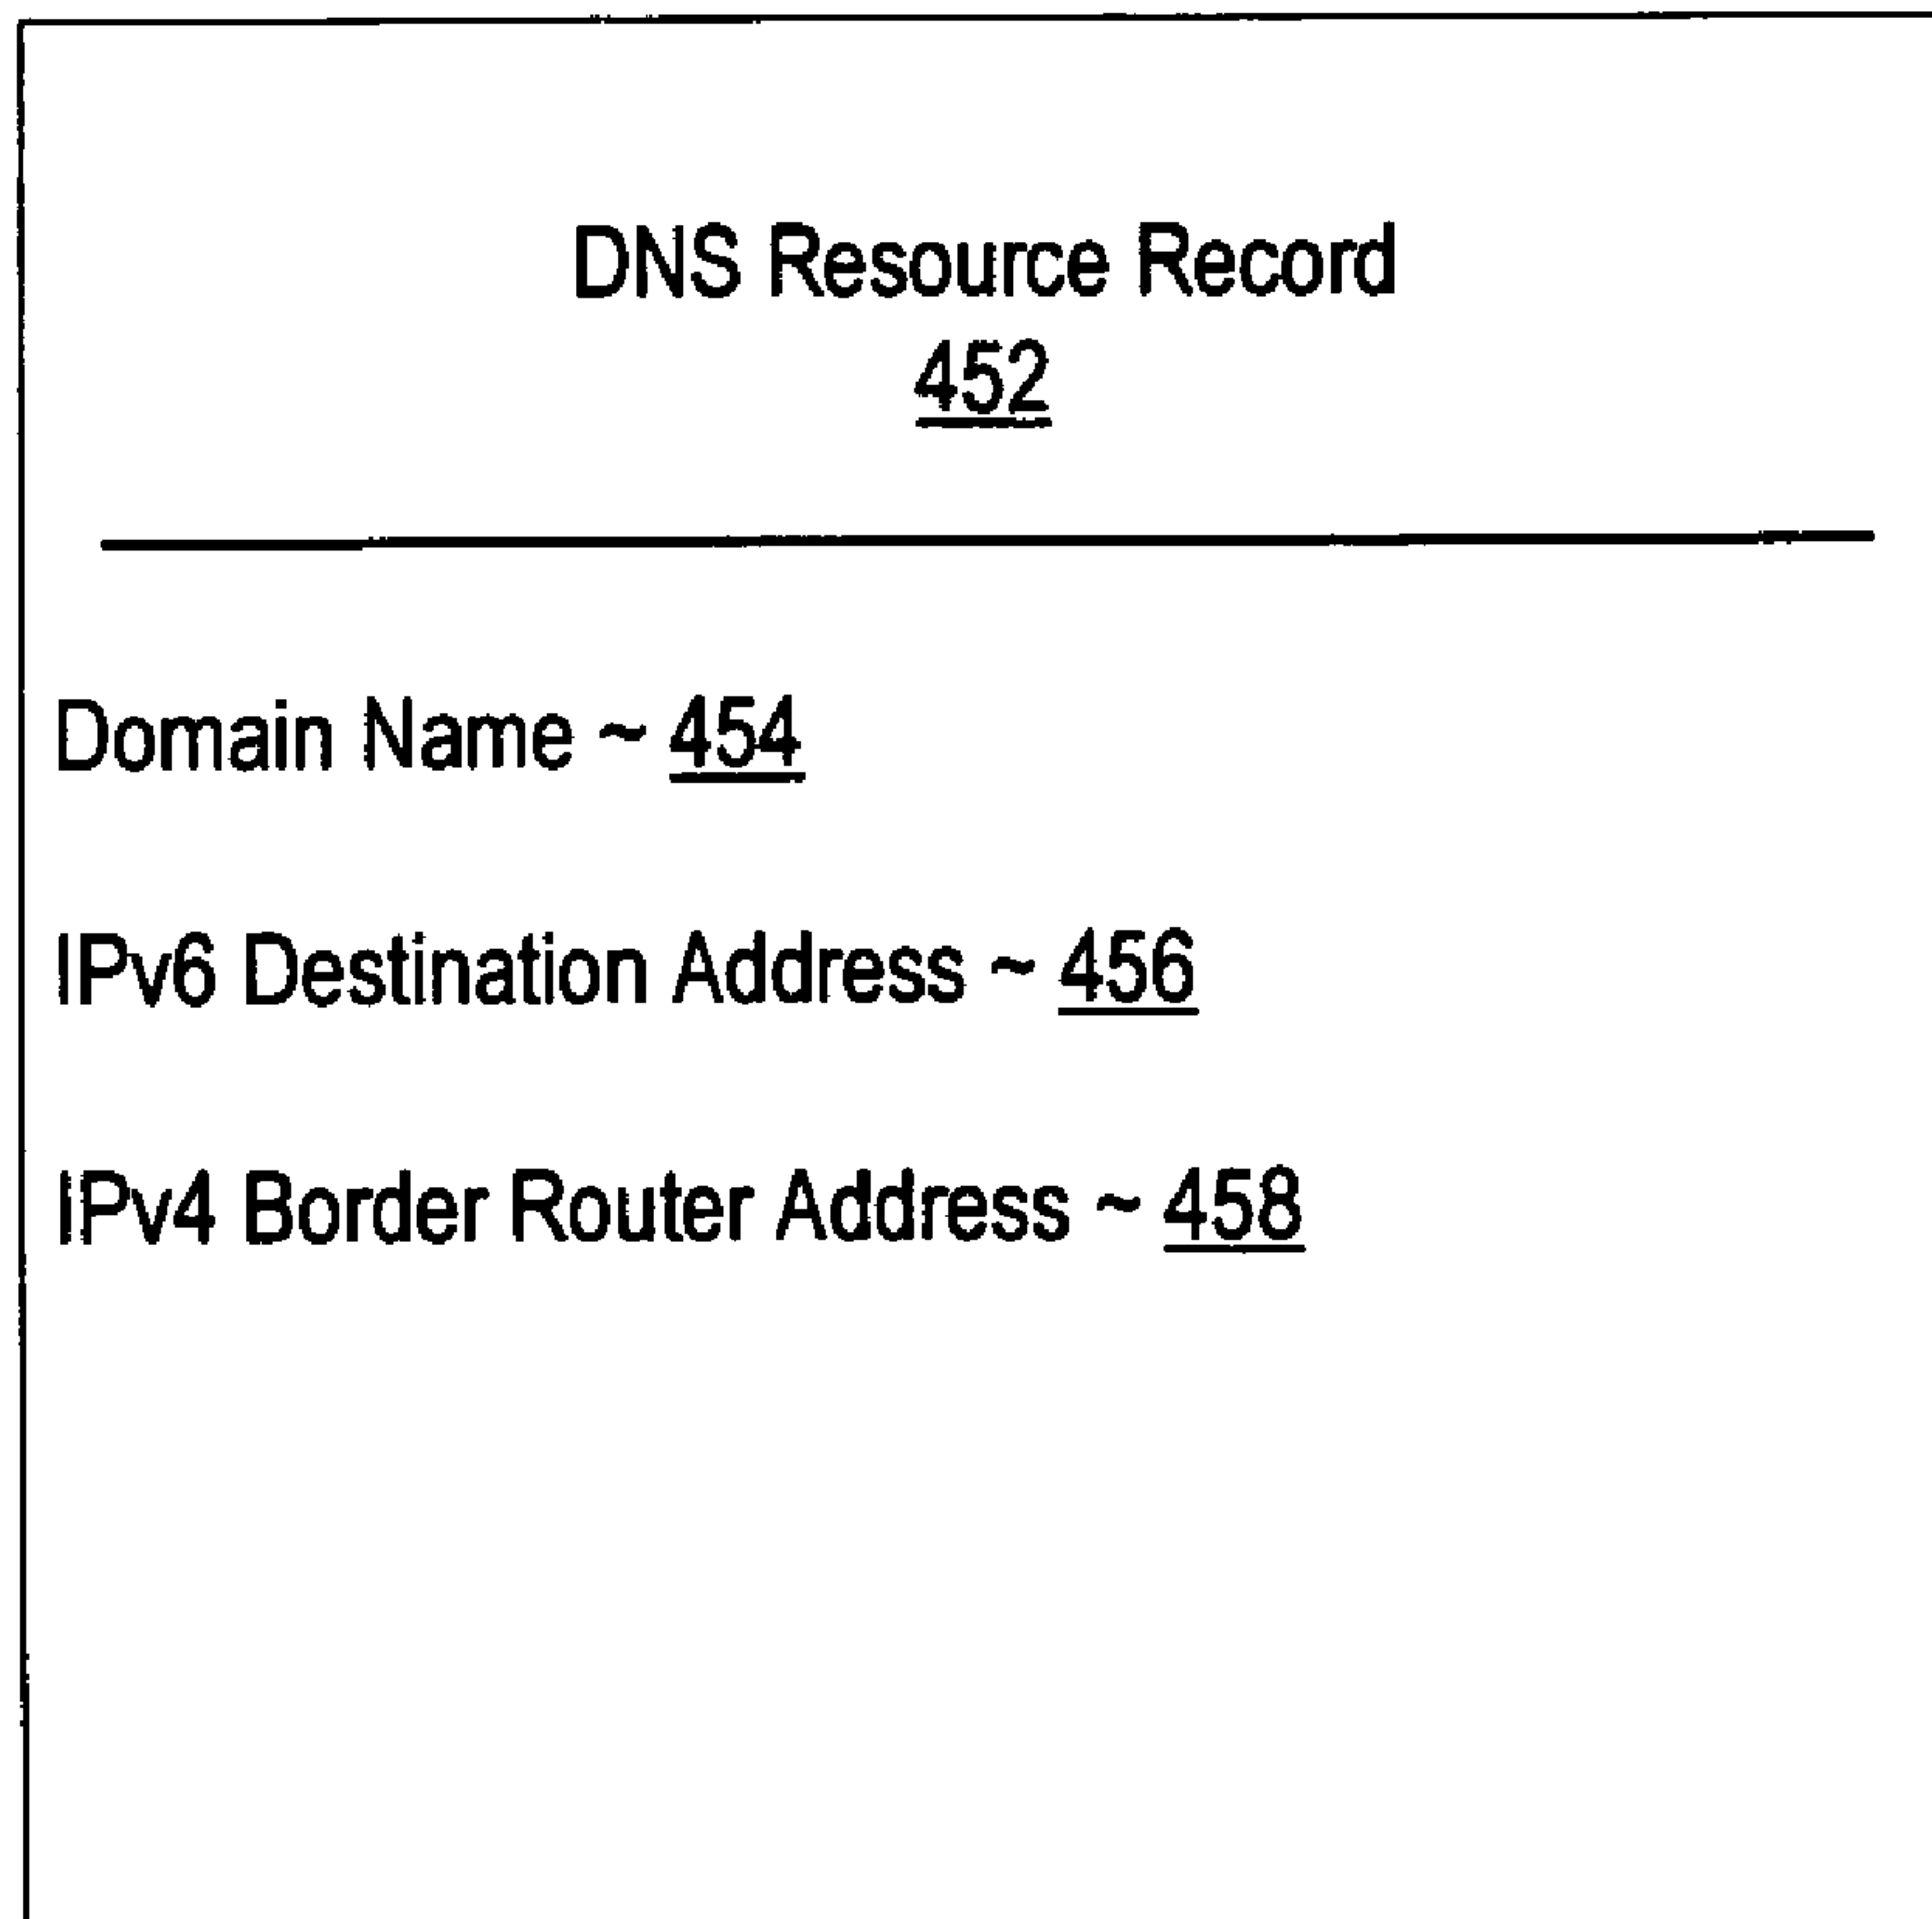 DNS Resource Record
452
Domain Name ~ 454
IPv6 Destination Address ~ 456
IPv4 Border Router Address ~ 458